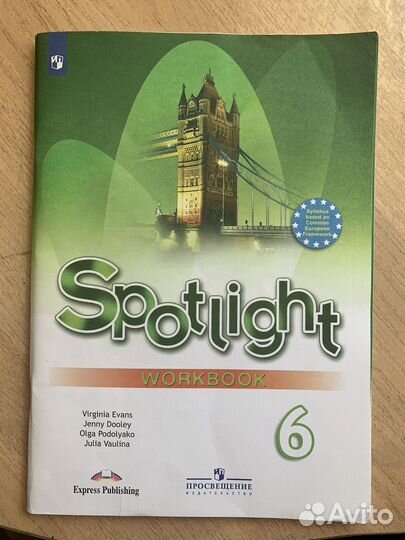 Syllabus
based on
Common
European
Framework
Spotlight
WORKBOOK
Virginia Evans
Jenny Dooley
Olga Podolyako
Julia Vaulina
6
Express Publishing
ПРОСВЕЩЕНИЕ
ИЗДАТЕЛЬСТВО
Avito